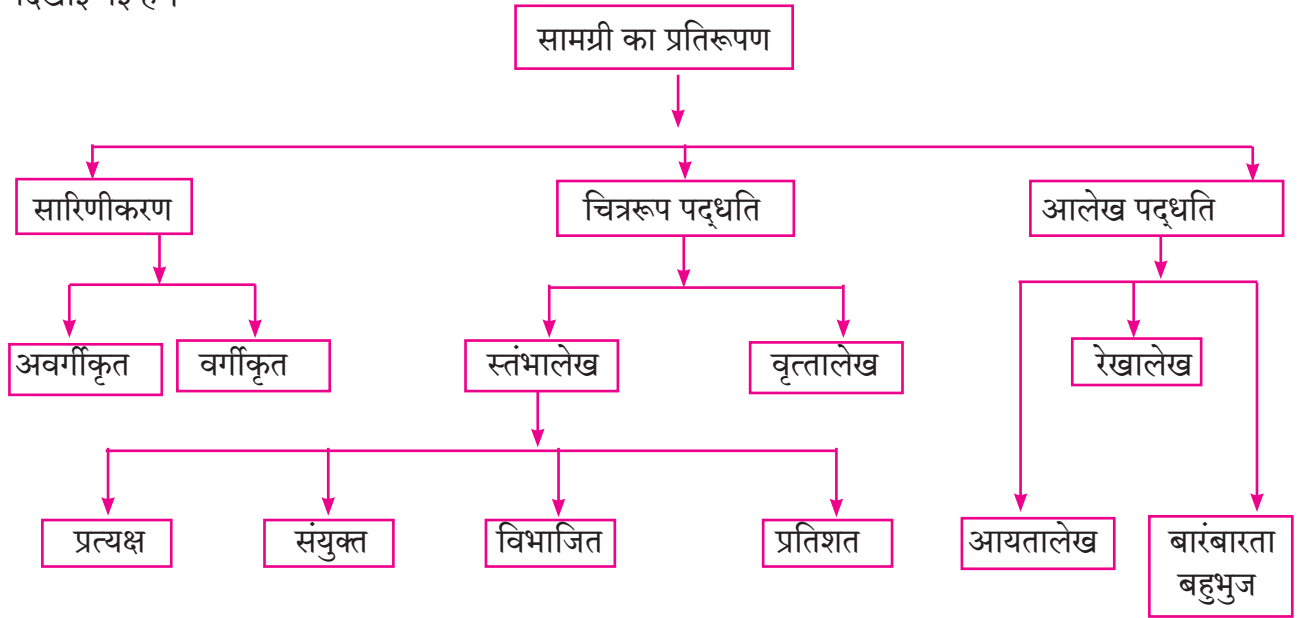 सामग्री का प्रतिरूपण
सारिणीकरण
चित्ररूप पद्धति
आलेख पद्धति
अवर्गीकृत
वर्गीकृत
स्तंभालेख
वृत्तालेख
रेखालेख
प्रत्यक्ष
संयुक्त
विभाजित
प्रतिशत
आयतालेख
बारंबारता
बहुभुज